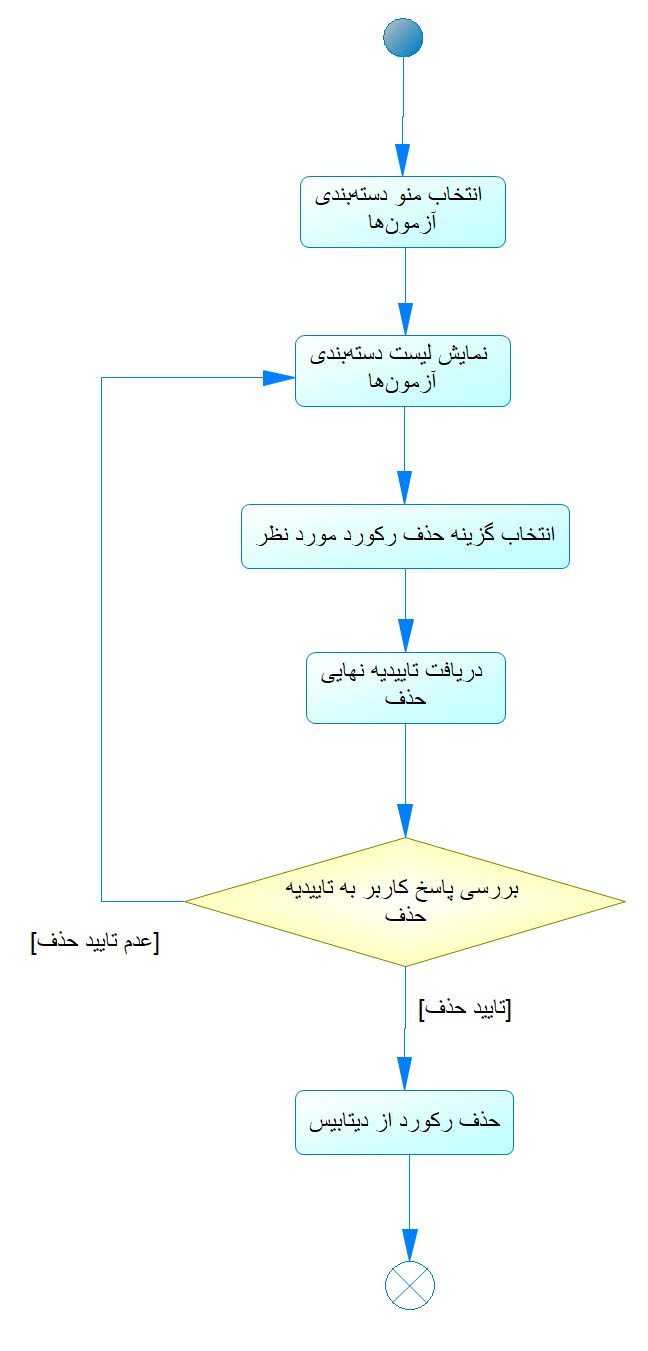 انتخاب منو دسته‌بندی
آزمون‌ها
نمایش لیست دسته‌بندی
آزمون‌ها
انتخاب گزینه حذف رکورد مورد نظر
دریافت تاییدیه نهایی
حذف
بررسی پاسخ کاربر به تاییدیه
حذف
[عدم تایید حذف]
[تایید حذف]
حذف رکورد از دیتابیس